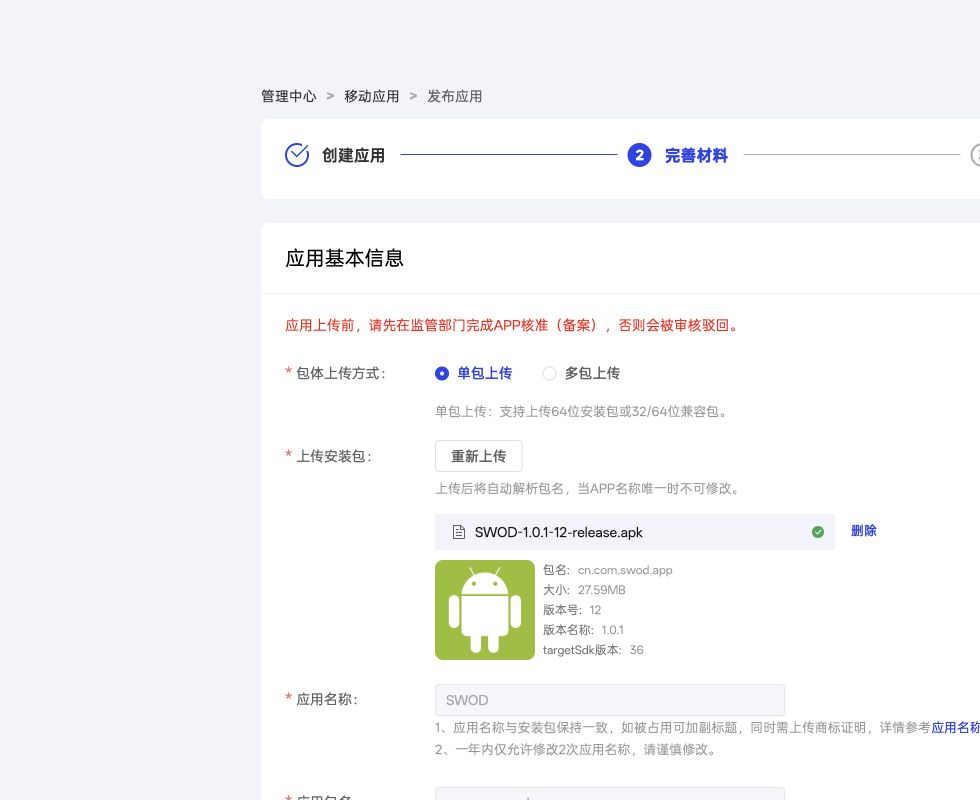 管理中心 > 移动应用 > 发布应用
创建应用 2 完善材料
应用基本信息
应用上传前，请先在监管部门完成APP核准（备案），否则会被审核驳回。
* 包体上传方式： 单包上传 多包上传
单包上传：支持上传64位安装包或32/64位兼容包。
* 上传安装包： 重新上传
上传后将自动解析包名，当APP名称唯一时不可修改。
SWOD-1.0.1-12-release.apk 删除
包名： cn.com.swod.app
大小： 27.59MB
版本号： 12
版本名称： 1.0.1
targetSdk版本： 36
* 应用名称： SWOD
1、应用名称与安装包保持一致，如被占用可加副标题，同时需上传商标证明，详情参考应用名称
2、一年内仅允许修改2次应用名称，请谨慎修改。